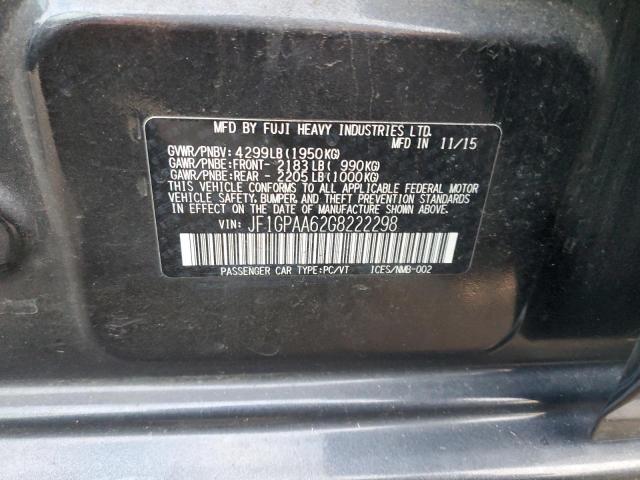 MFD BY FUJI HEAVY INDUSTRIES LTD.
MFD IN 11/15
GVWR/PNBV: 4299LB(1950KG)
GAWR/PNBE:FRONT- 2183LB( 990KG)
GAWR/PNBE:REAR - 2205LB(1000KG)
THIS VEHICLE CONFORMS TO ALL APPLICABLE FEDERAL MOTOR
VEHICLE SAFETY, BUMPER, AND THEFT PREVENTION STANDARDS
IN EFFECT ON THE DATE OF MANUFACTURE SHOWN ABOVE.
VIN: JF1GPAA62G8222298
PASSENGER CAR TYPE:PC/VT ICES/NMB-002